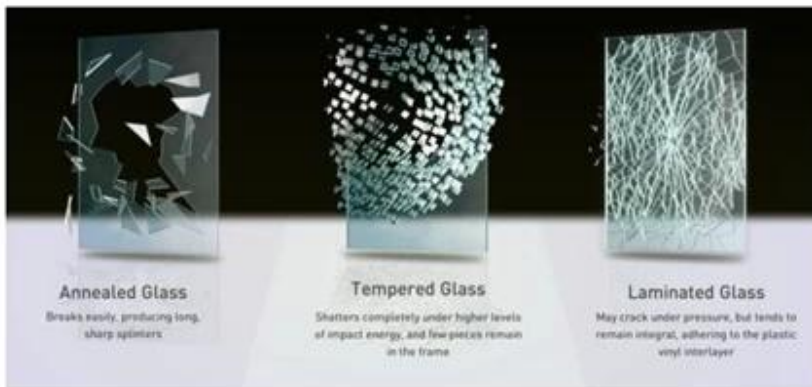 Annealed Glass
Breaks easily, producing long,
sharp splinters
Tempered Glass
Shatters completely under higher levels
of impact energy, and few pieces remain
in the frame
Laminated Glass
May crack under pressure, but tends to
remain integral, adhering to the plastic
vinyl interlayer